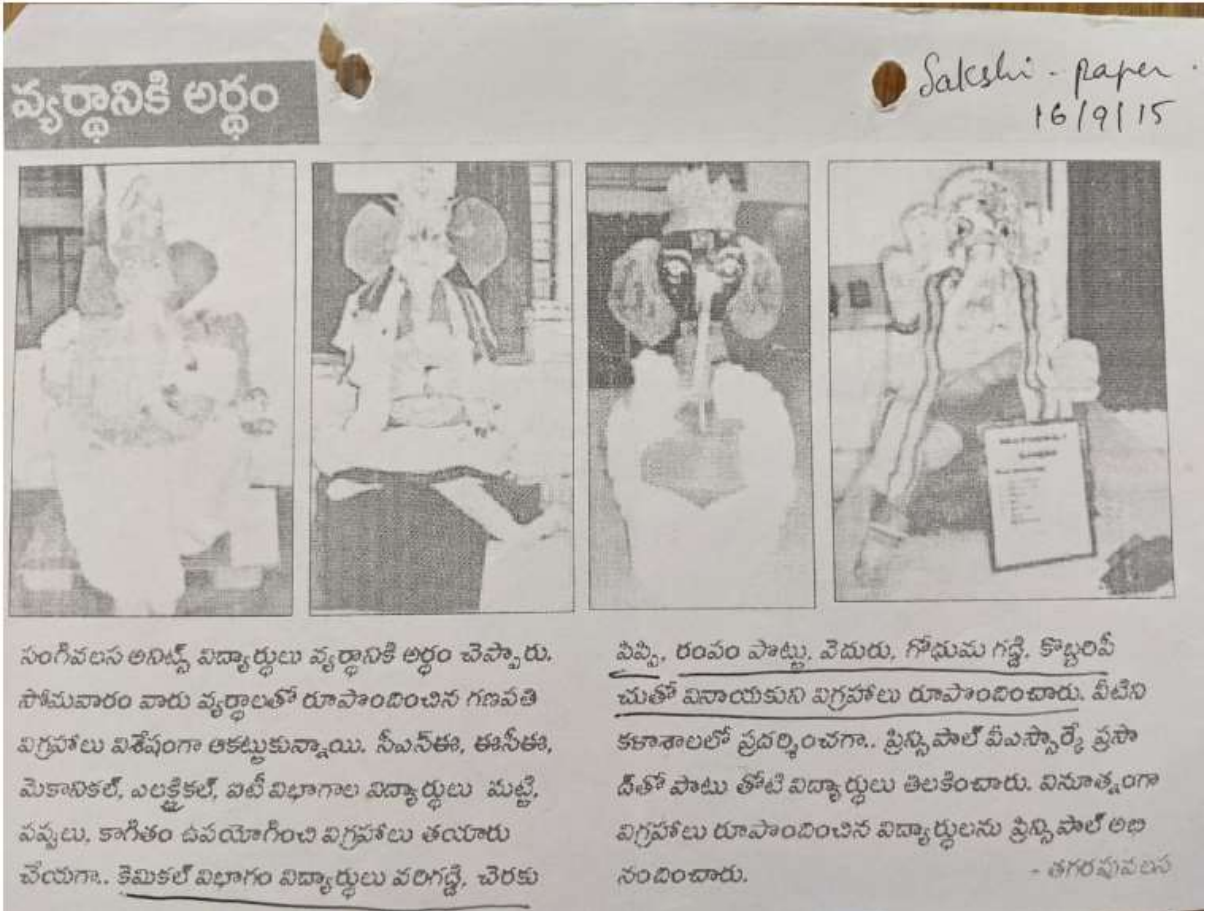 వ్యర్థానికి అర్థం
Sakshi - paper.
16/9/15
సంగివలస అనిట్స్ విద్యార్థులు వ్యర్థానికి అర్థం చెప్పారు.
సోమవారం వారు వ్యర్థాలతో రూపొందించిన గణపతి
విగ్రహాలు విశేషంగా ఆకట్టుకున్నాయి. సీఎస్ఈ, ఈసీఈ,
మెకానికల్, ఎలక్ట్రికల్, ఐటీ విభాగాల విద్యార్థులు మట్టి,
పప్పులు, కాగితం ఉపయోగించి విగ్రహాలు తయారు
చేయగా.. కెమికల్ విభాగం విద్యార్థులు వరిగడ్డి, చెరకు
పిప్పి, రంపం పొట్టు, వెదురు, గోధుమ గడ్డి, కొబ్బరిపీ
చుతో వినాయకుని విగ్రహాలు రూపొందించారు. వీటిని
కళాశాలలో ప్రదర్శించగా.. ప్రిన్సిపాల్ వీఎస్సార్కే ప్రసా
ద్‌తో పాటు తోటి విద్యార్థులు తిలకించారు. వినూత్నంగా
విగ్రహాలు రూపొందించిన విద్యార్థులను ప్రిన్సిపాల్ అభి
నందించారు.
- తగరపువలస